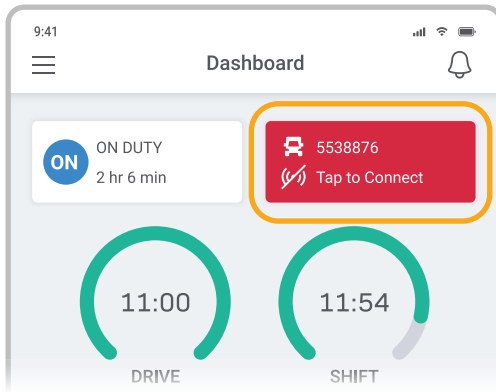 9:41
Dashboard
ON
ON DUTY
2 hr 6 min
5538876
Tap to Connect
11:00
DRIVE
11:54
SHIFT